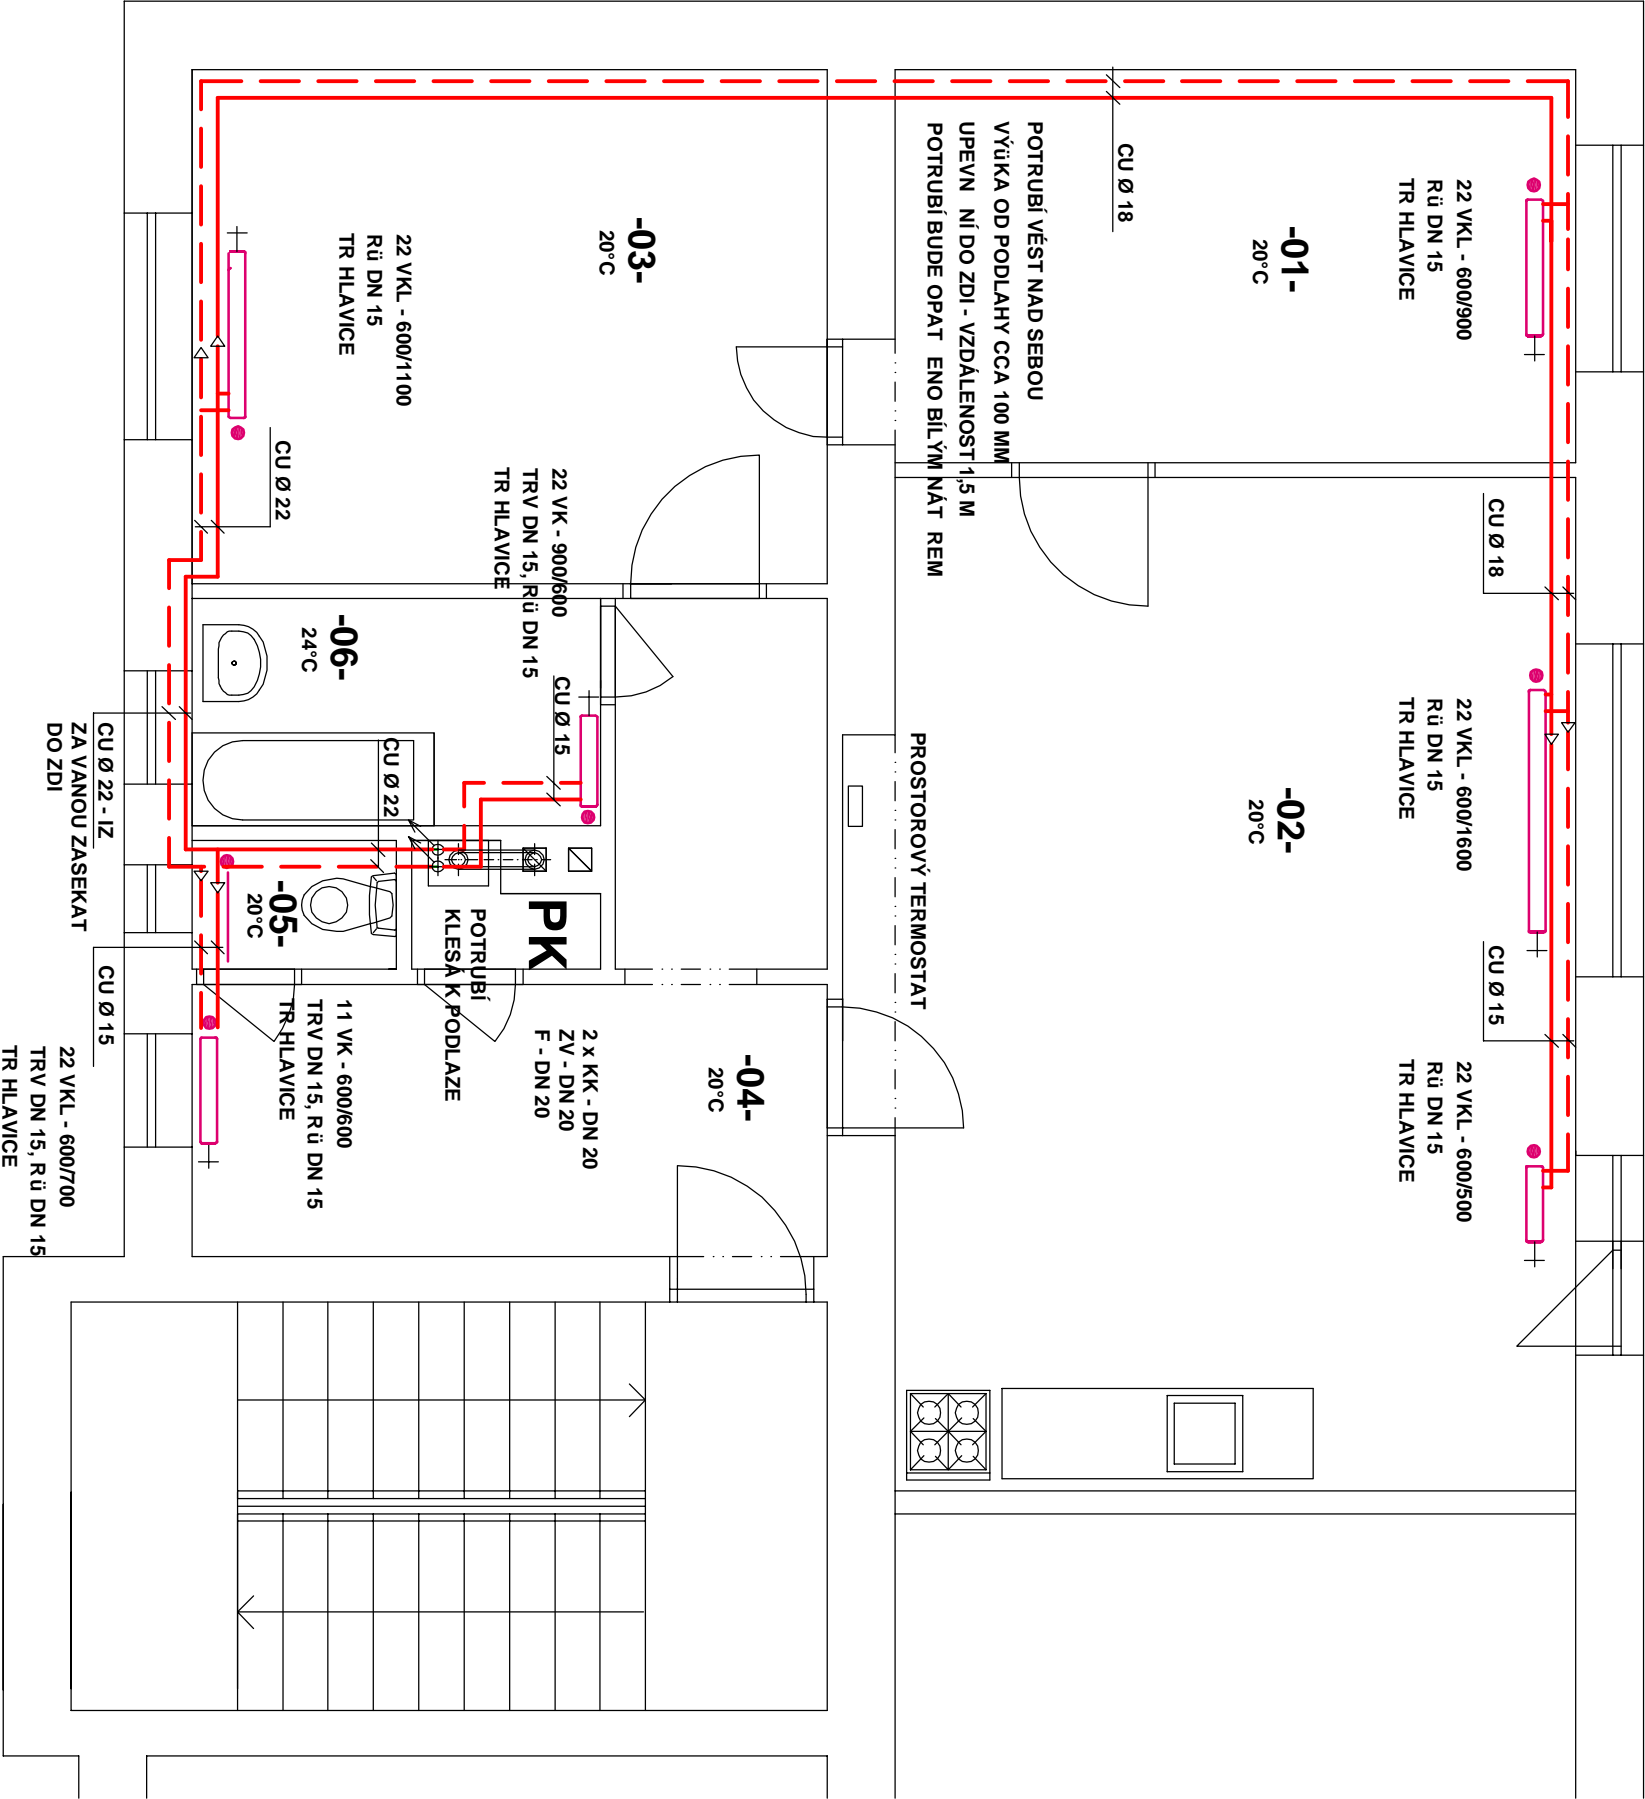 22 VKL - 600/900
Rü DN 15
TR HLAVICE
-01-
20°C
CU Ø 18
POTRUBÍ VÉST NAD SEBOU
VÝüKA OD PODLAHY CCA 100 MM
UPEVN NÍ DO ZDI - VZDÁLENOST 1,5 M
POTRUBÍ BUDE OPAT ENO BÍLÝM NÁT REM
-03-
20°C
22 VKL - 600/1100
Rü DN 15
TR HLAVICE
CU Ø 22
CU Ø 18
22 VKL - 600/1600
Rü DN 15
TR HLAVICE
-02-
20°C
PROSTOROVÝ TERMOSTAT
22 VK - 900/600
TRV DN 15, Rü DN 15
TR HLAVICE
CU Ø 15
-06-
24°C
CU Ø 22
CU Ø 22 - IZ
ZA VANOU ZASEKAT
DO ZDI
CU Ø 15
22 VKL - 600/500
Rü DN 15
TR HLAVICE
PK
POTRUBÍ
KLESÁ K PODLAZE
-05-
20°C
-04-
20°C
2 x KK - DN 20
ZV - DN 20
F - DN 20
11 VK - 600/600
TRV DN 15, Rü DN 15
TR HLAVICE
CU Ø 15
22 VKL - 600/700
TRV DN 15, Rü DN 15
TR HLAVICE